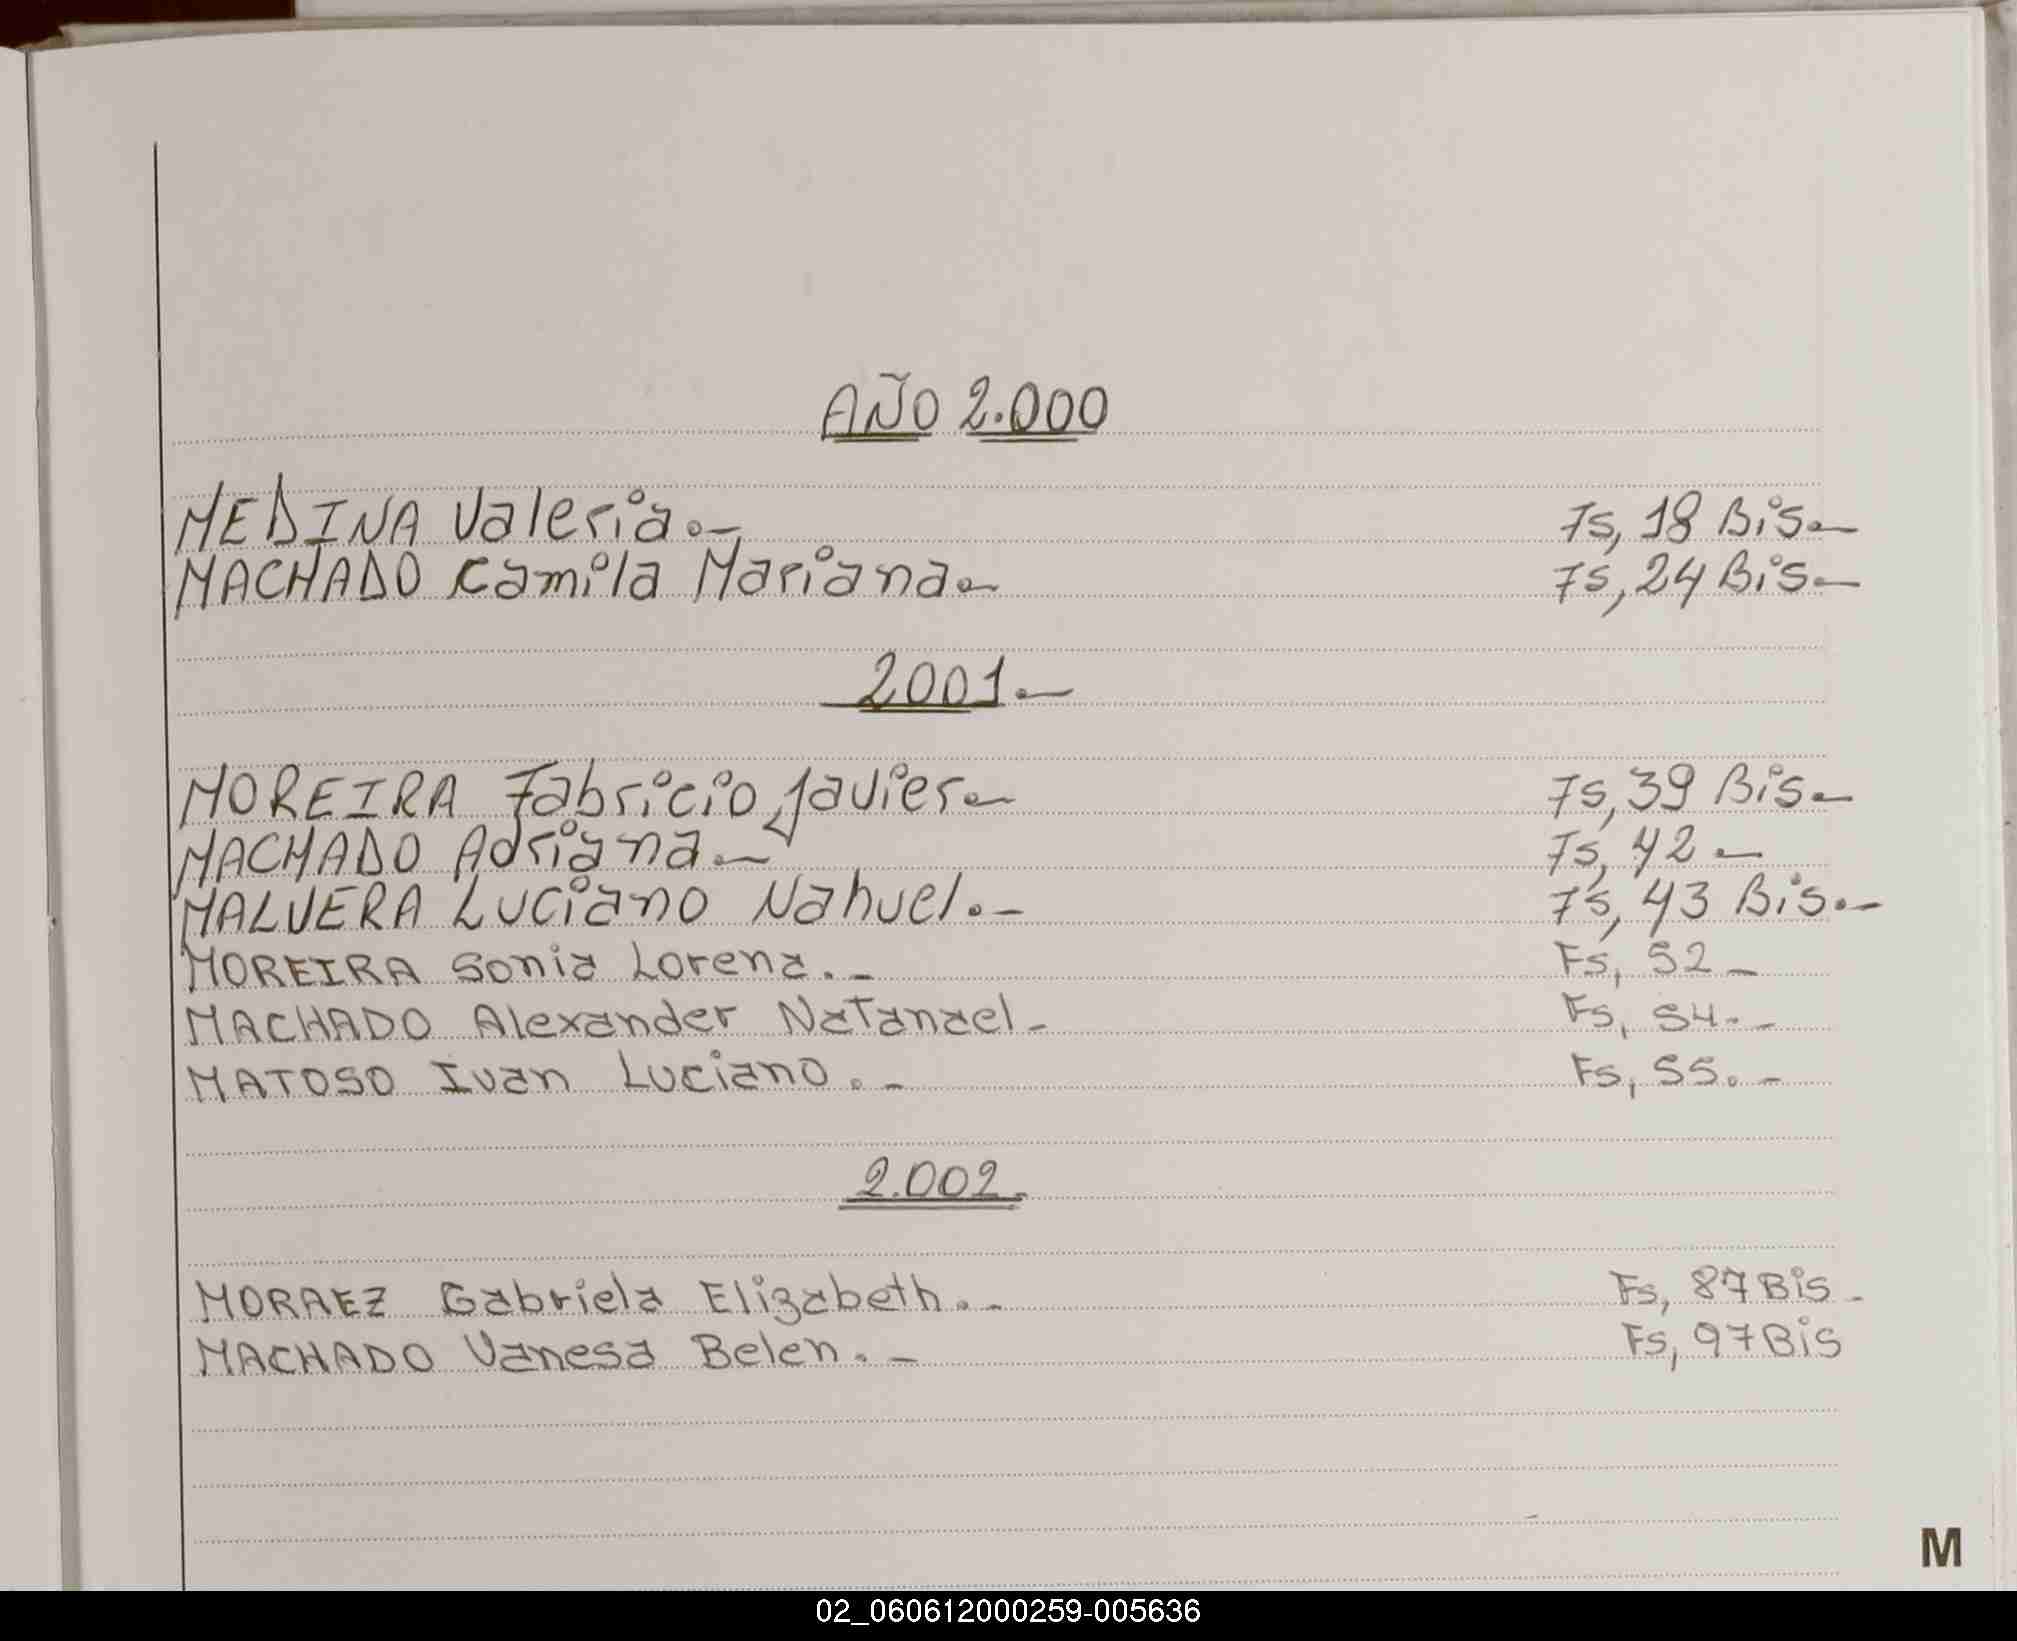 AÑO 2.000
MEDINA Valeria.- Fs, 18 Bis.-
MACHADO Camila Mariana.- Fs, 24 Bis.-
2001.-
MOREIRA Fabricio Javier.- Fs, 39 Bis.-
MACHADO Adriana.- Fs, 42.-
MALVERA Luciano Nahuel.- Fs, 43 Bis.-
MOREIRA Sonia Lorena.- Fs, 52-
MACHADO Alexander NaTanael- Fs, 54.-
MATOSO Ivan Luciano.- Fs, 55.-
2.002.
MORAEZ Gabriela Elizabeth.- Fs, 87 Bis-
MACHADO Vanesa Belen.- Fs, 97 Bis
M
02_060612000259-005636